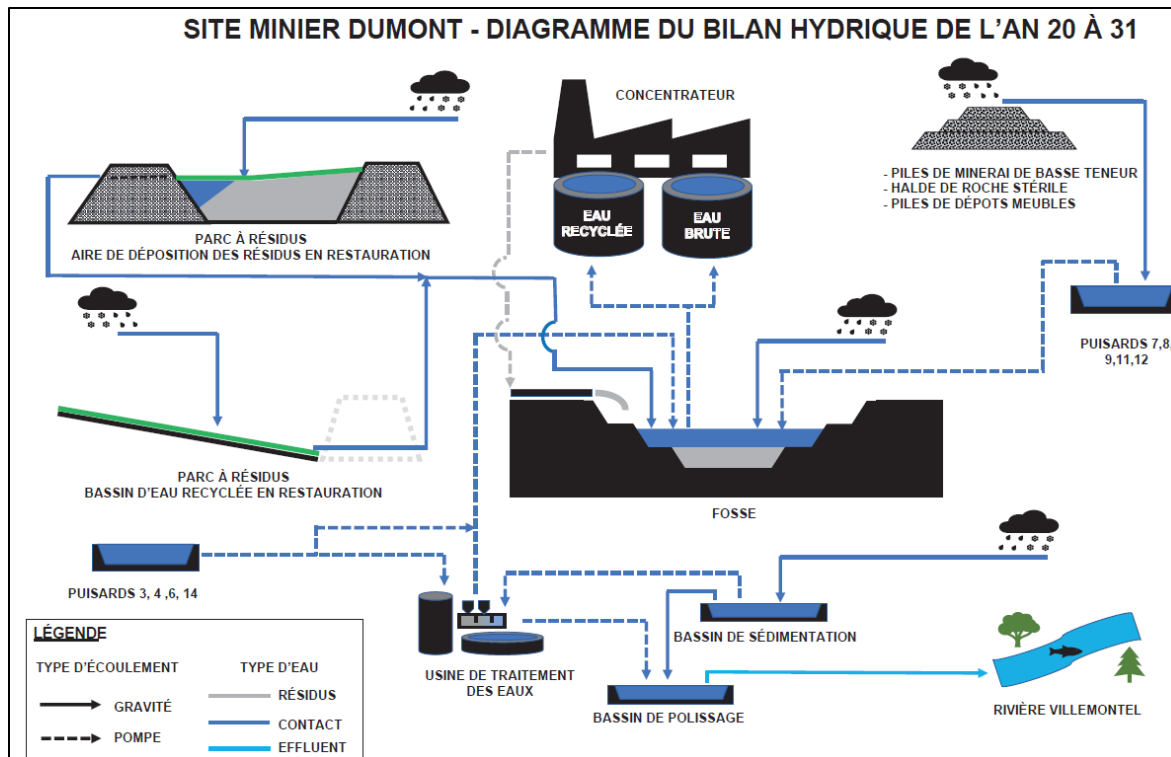 SITE MINIER DUMONT - DIAGRAMME DU BILAN HYDRIQUE DE L'AN 20 À 31
CONCENTRATEUR
EAU
RECYCLÉE
EAU
BRUTE
- PILES DE MINERAI DE BASSE TENEUR
- HALDE DE ROCHE STÉRILE
- PILES DE DÉPOTS MEUBLES
PARC À RÉSIDUS
AIRE DE DÉPOSITION DES RÉSIDUS EN RESTAURATION
PUISARDS 7,8,
9,11,12
PARC À RÉSIDUS
BASSIN D'EAU RECYCLÉE EN RESTAURATION
FOSSE
PUISARDS 3, 4 ,6, 14
USINE DE TRAITEMENT
DES EAUX
BASSIN DE SÉDIMENTATION
BASSIN DE POLISSAGE
RIVIÈRE VILLEMONTEL
LÉGENDE
TYPE D'ÉCOULEMENT
GRAVITÉ
POMPE
TYPE D'EAU
RÉSIDUS
CONTACT
EFFLUENT